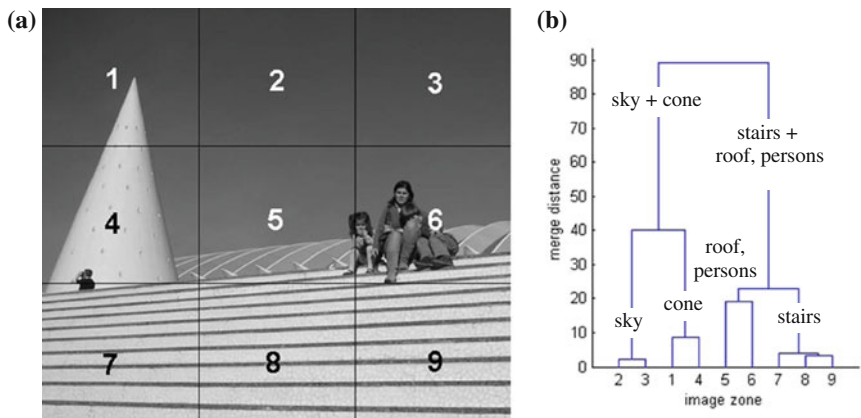 (a)
1 2 3
4 5 6
7 8 9
(b)
90
80
70
60
50
40
30
20
10
0
merge distance
sky + cone
stairs +
roof, persons
roof,
persons
cone
sky
stairs
2 3 1 4 5 6 7 8 9
image zone